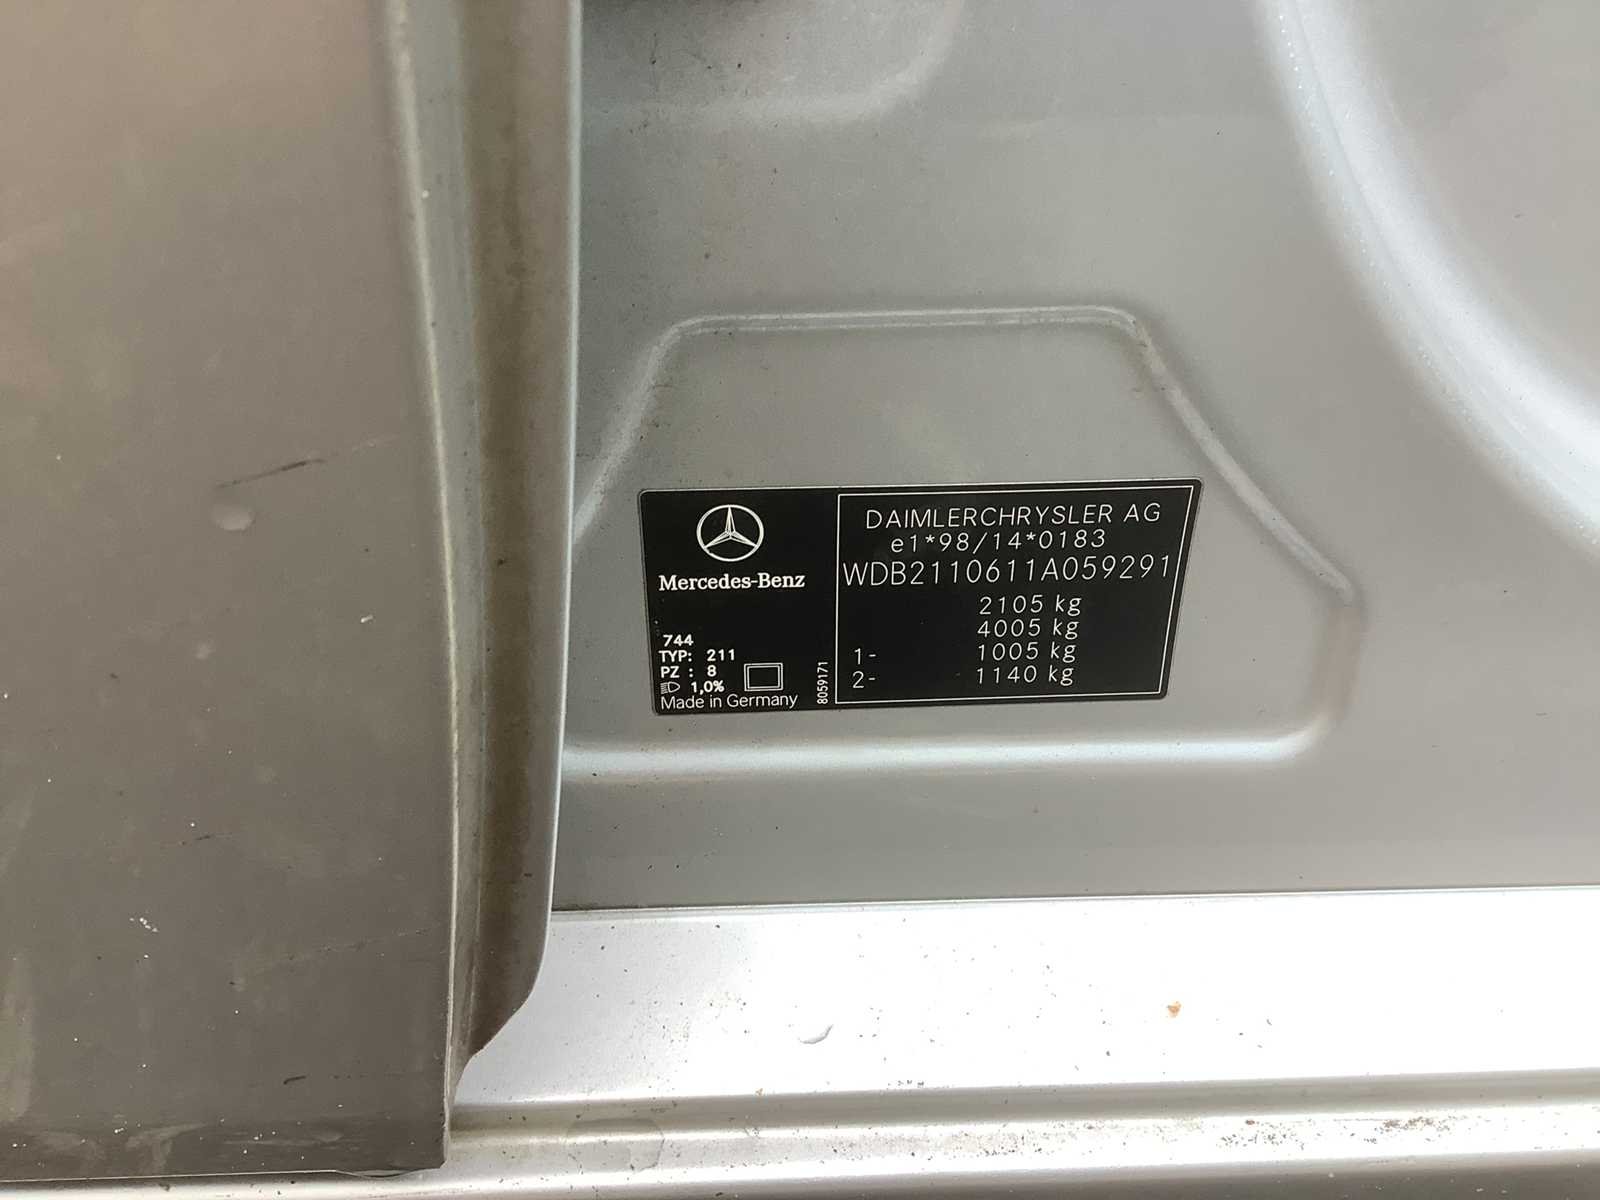 Mercedes-Benz
744
TYP: 211
PZ : 8
1,0%
Made in Germany
8059171
DAIMLERCHRYSLER AG
e1*98/14*0183
WDB2110611A059291
2105 kg
4005 kg
1- 1005 kg
2- 1140 kg